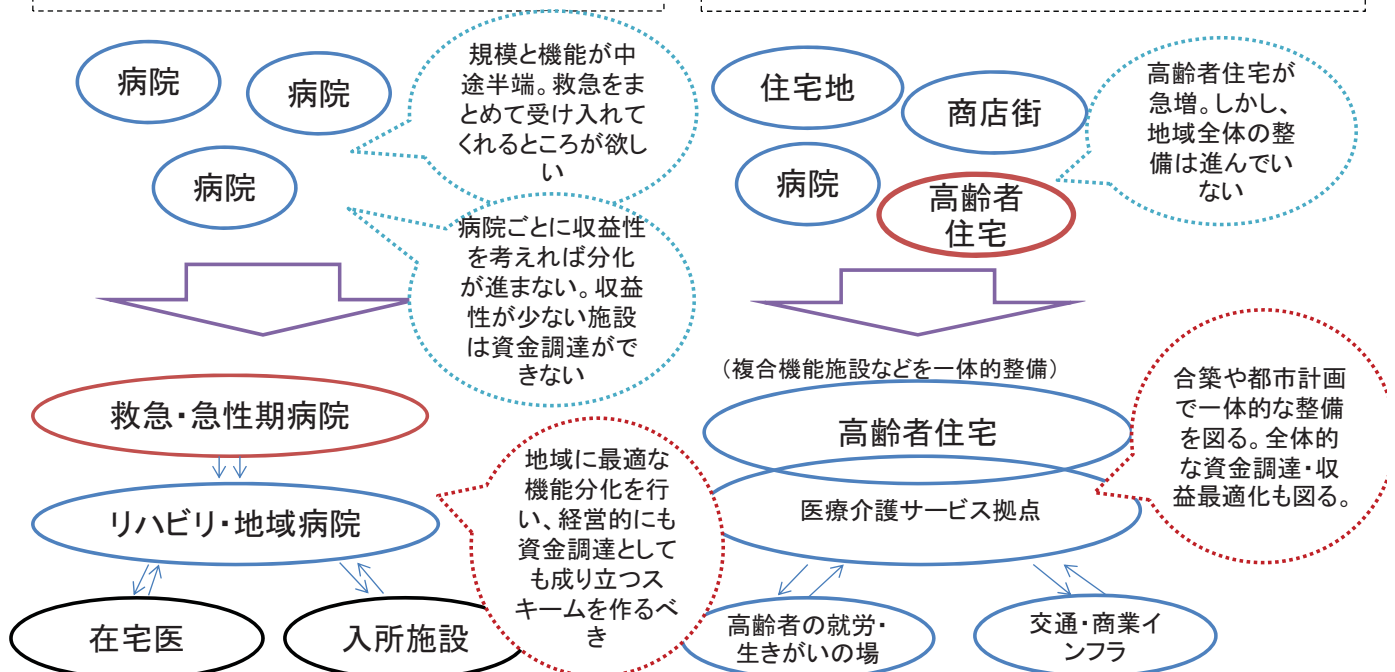 病院
病院
病院
規模と機能が中
途半端。救急をま
とめて受け入れて
くれるところが欲し
い
病院ごとに収益性
を考えれば分化
が進まない。収益
性が少ない施設
は資金調達がで
きない
救急・急性期病院
リハビリ・地域病院
在宅医
入所施設
地域に最適な
機能分化を行
い、経営的にも
資金調達として
も成り立つス
キームを作るべ
き
住宅地
商店街
病院
高齢者
住宅
高齢者住宅が
急増。しかし、
地域全体の整
備は進んでい
ない
（複合機能施設などを一体的整備）
高齢者住宅
医療介護サービス拠点
合築や都市計画
で一体的な整備
を図る。全体的
な資金調達・収
益最適化も図る。
高齢者の就労・
生きがいの場
交通・商業イ
ンフラ